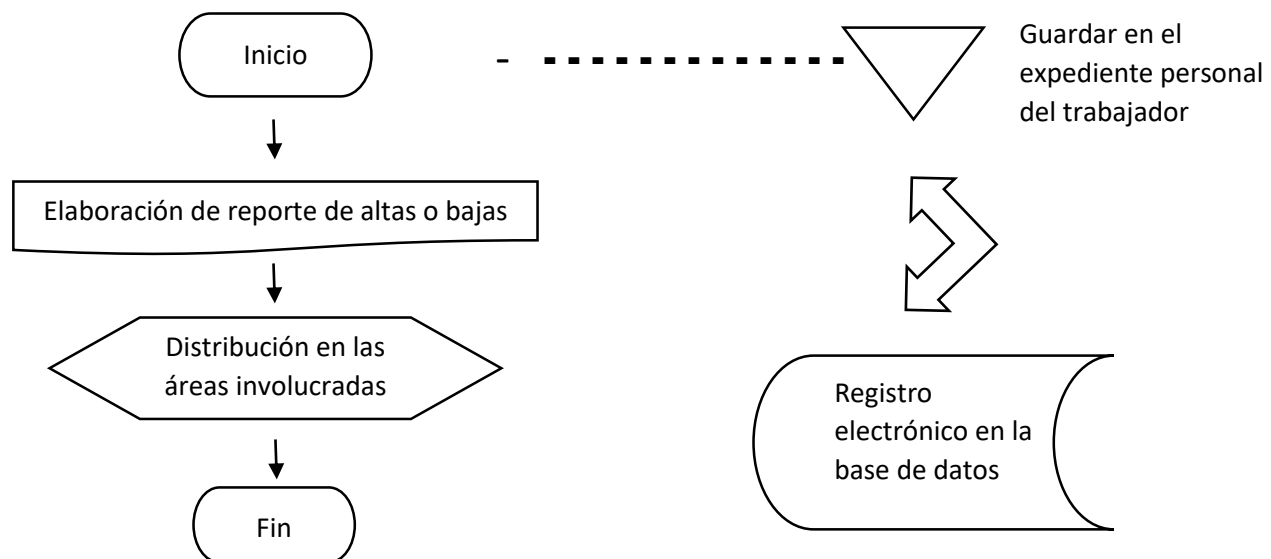 Inicio
Elaboración de reporte de altas o bajas
Distribución en las
áreas involucradas
Fin
Guardar en el
expediente personal
del trabajador
Registro
electrónico en la
base de datos